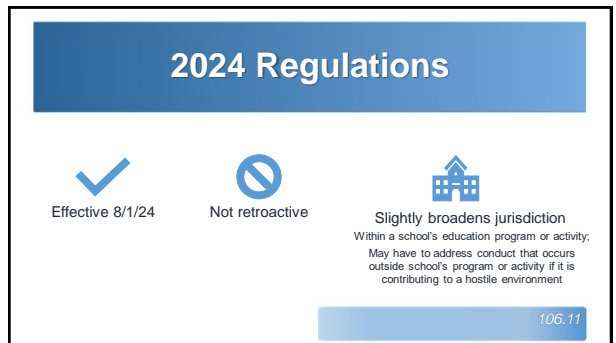 2024 Regulations
Effective 8/1/24
Not retroactive
Slightly broadens jurisdiction
Within a school's education program or activity;
May have to address conduct that occurs
outside school's program or activity if it is
contributing to a hostile environment
106.11